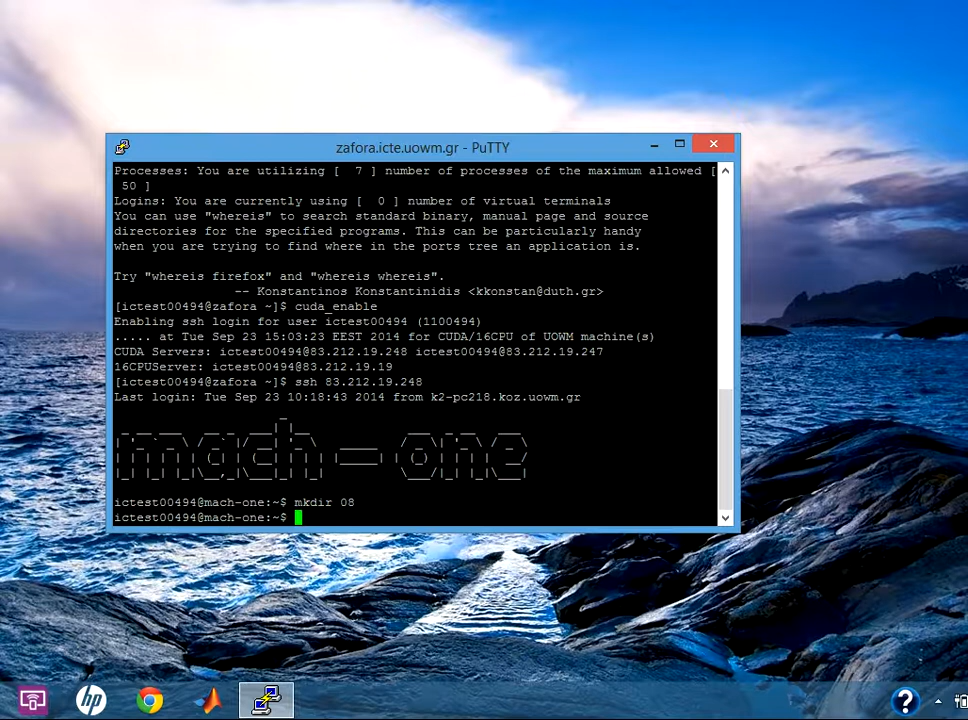 zafora.icte.uowm.gr - PuTTY
Processes: You are utilizing [  7 ] number of processes of the maximum allowed [
 50 ]
Logins: You are currently using [  0 ] number of virtual terminals
You can use "whereis" to search standard binary, manual page and source
directories for the specified programs. This can be particularly handy
when you are trying to find where in the ports tree an application is.
Try "whereis firefox" and "whereis whereis".
                -- Konstantinos Konstantinidis <kkonstan@duth.gr>
[ictest00494@zafora ~]$ cuda_enable
Enabling ssh login for user ictest00494 (1100494)
..... at Tue Sep 23 15:03:23 EEST 2014 for CUDA/16CPU of UOWM machine(s)
CUDA Servers: ictest00494@83.212.19.248 ictest00494@83.212.19.247
16CPUServer: ictest00494@83.212.19.19
[ictest00494@zafora ~]$ ssh 83.212.19.248
Last login: Tue Sep 23 10:18:43 2014 from k2-pc218.koz.uowm.gr
mach-one
ictest00494@mach-one:~$ mkdir 08
ictest00494@mach-one:~$
hp
?